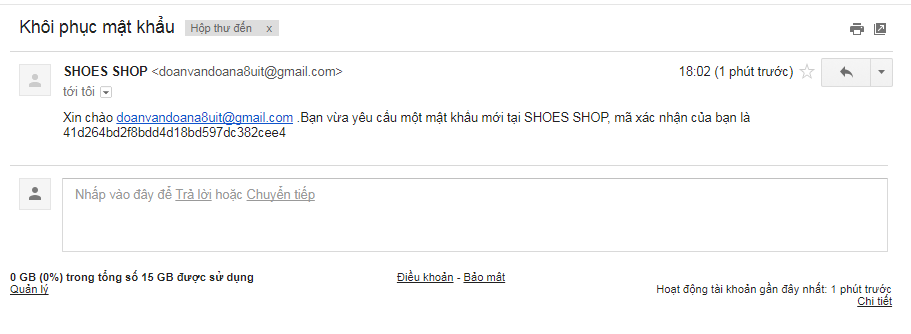 Khôi phục mật khẩu Hộp thư đến x
SHOES SHOP <doanvandoana8uit@gmail.com> 18:02 (1 phút trước)
tới tôi
Xin chào doanvandoana8uit@gmail.com .Bạn vừa yêu cầu một mật khẩu mới tại SHOES SHOP, mã xác nhận của bạn là
41d264bd2f8bdd4d18bd597dc382cee4
Nhấp vào đây để Trả lời hoặc Chuyển tiếp
0 GB (0%) trong tổng số 15 GB được sử dụng
Quản lý
Điều khoản - Bảo mật
Hoạt động tài khoản gần đây nhất: 1 phút trước
Chi tiết